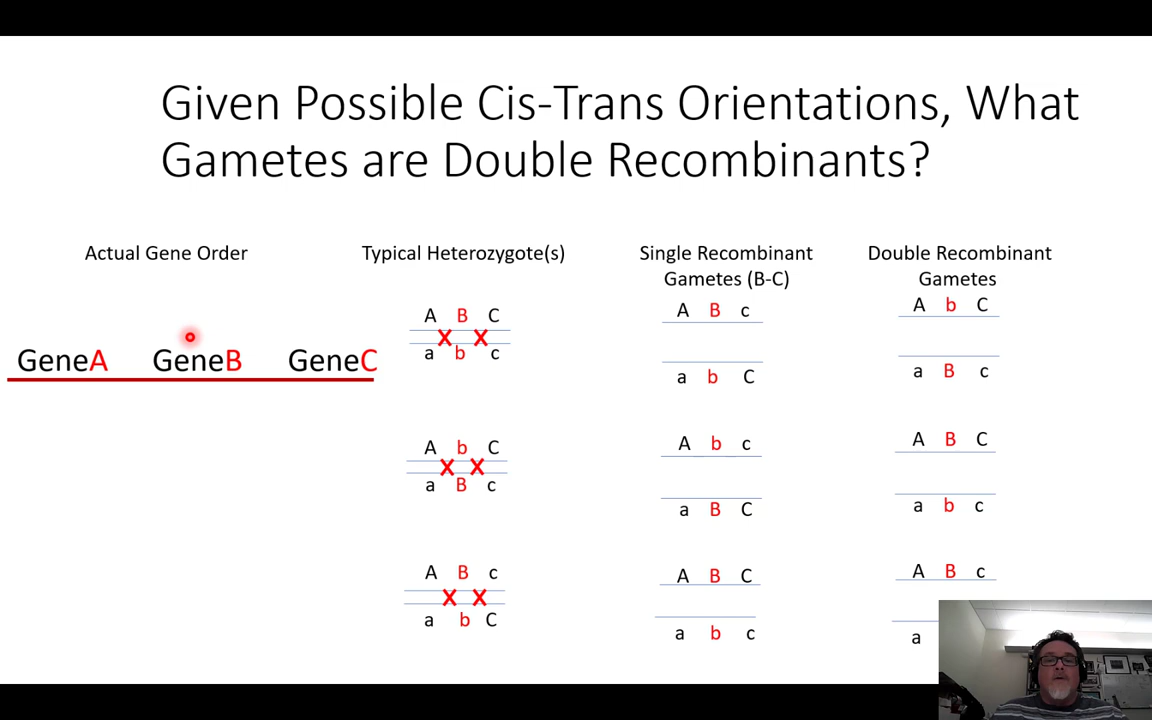 Given Possible Cis-Trans Orientations, What
Gametes are Double Recombinants?
Actual Gene Order
Typical Heterozygote(s)
Single Recombinant
Gametes (B-C)
Double Recombinant
Gametes
GeneA GeneB GeneC
A B C
a b c
A B c
a b C
A b C
a B c
A b C
a B c
A b c
a B C
A B C
a b c
A B c
a b C
A B C
a b c
A B c
a